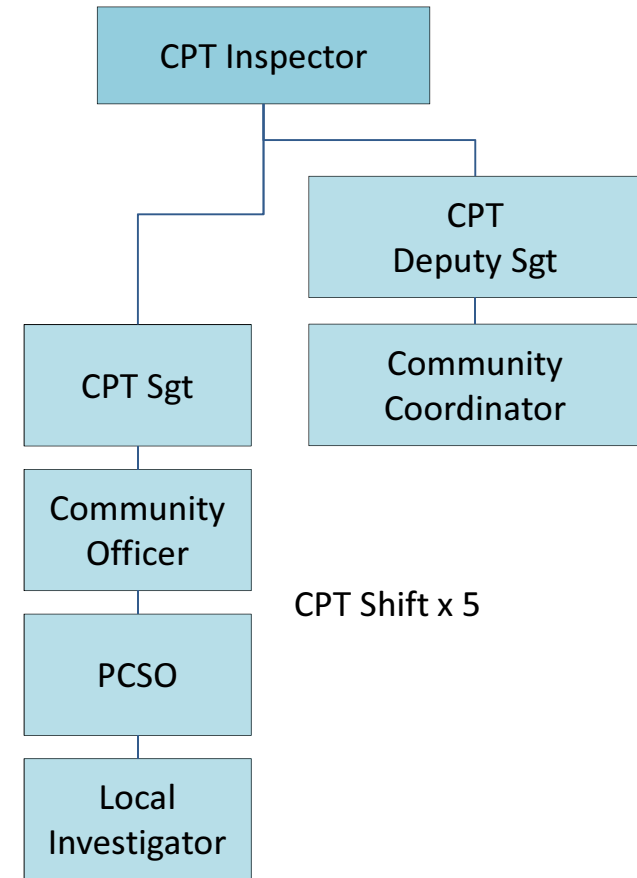 CPT Inspector
CPT
Deputy Sgt
Community
Coordinator
CPT Sgt
Community
Officer
CPT Shift x 5
PCSO
Local
Investigator